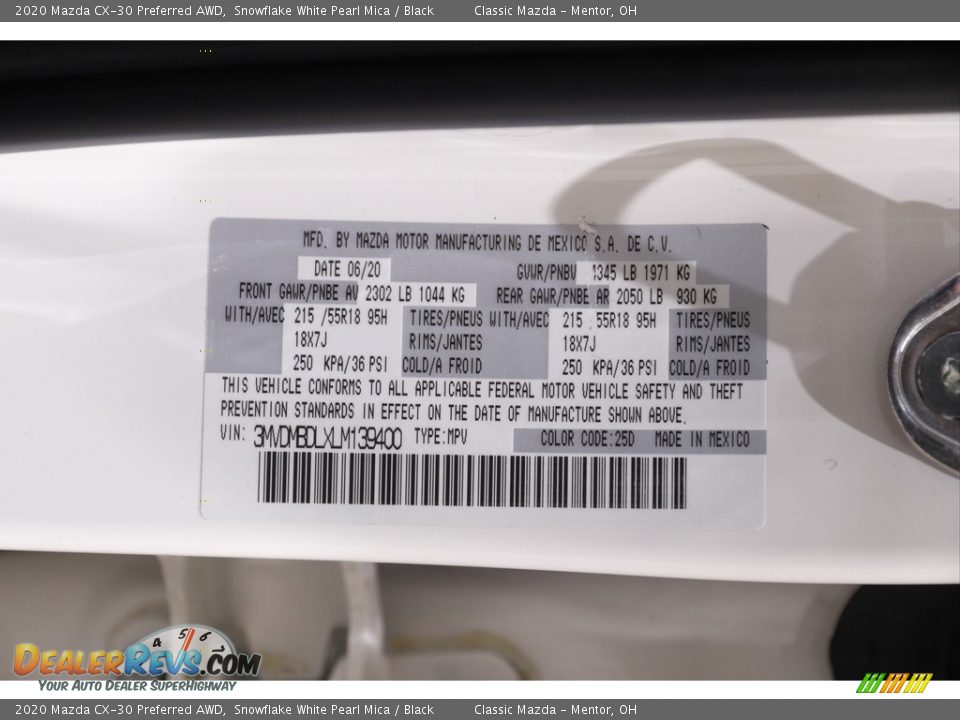 2020 Mazda CX-30 Preferred AWD, Snowflake White Pearl Mica / Black Classic Mazda - Mentor, OH
MFD. BY MAZDA MOTOR MANUFACTURING DE MEXICO S.A. DE C.V.
DATE 06/20 GVWR/PNBV 4345 LB 1971 KG
FRONT GAWR/PNBE AV 2302 LB 1044 KG REAR GAWR/PNBE AR 2050 LB 930 KG
WITH/AVEC 215 /55R18 95H TIRES/PNEUS WITH/AVEC 215 55R18 95H TIRES/PNEUS
18X7J RIMS/JANTES 18X7J RIMS/JANTES
250 KPA/36 PSI COLD/A FROID 250 KPA/36 PSI COLD/A FROID
THIS VEHICLE CONFORMS TO ALL APPLICABLE FEDERAL MOTOR VEHICLE SAFETY AND THEFT
PREVENTION STANDARDS IN EFFECT ON THE DATE OF MANUFACTURE SHOWN ABOVE.
VIN: 3MVDMBDLXLM139400 TYPE:MPV COLOR CODE:25D MADE IN MEXICO
4 5 6
DealerRevs.com
Your Auto Dealer SuperHighway
2020 Mazda CX-30 Preferred AWD, Snowflake White Pearl Mica / Black Classic Mazda - Mentor, OH